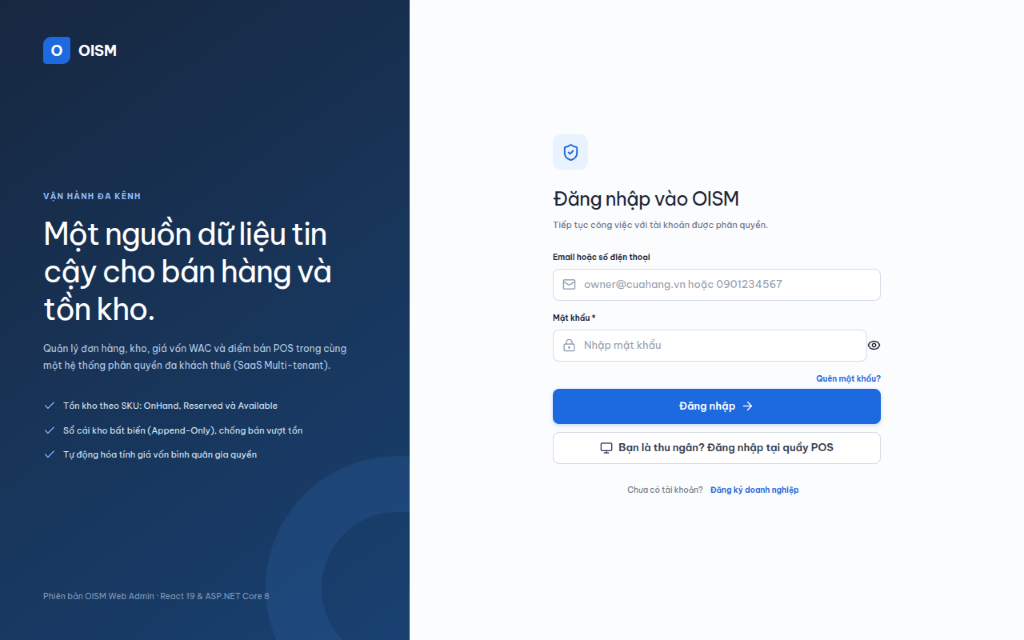 O OISM
VẬN HÀNH ĐA KÊNH
Một nguồn dữ liệu tin
cậy cho bán hàng và
tồn kho.
Quản lý đơn hàng, kho, giá vốn WAC và điểm bán POS trong cùng
một hệ thống phân quyền đa khách thuê (SaaS Multi-tenant).
Tồn kho theo SKU: OnHand, Reserved và Available
Sổ cái kho bất biến (Append-Only), chống bán vượt tồn
Tự động hóa tính giá vốn bình quân gia quyền
Phiên bản OISM Web Admin · React 19 & ASP.NET Core 8
Đăng nhập vào OISM
Tiếp tục công việc với tài khoản được phân quyền.
Email hoặc số điện thoại
owner@cuahang.vn hoặc 0901234567
Mật khẩu *
Nhập mật khẩu
Quên mật khẩu?
Đăng nhập
Bạn là thu ngân? Đăng nhập tại quầy POS
Chưa có tài khoản? Đăng ký doanh nghiệp